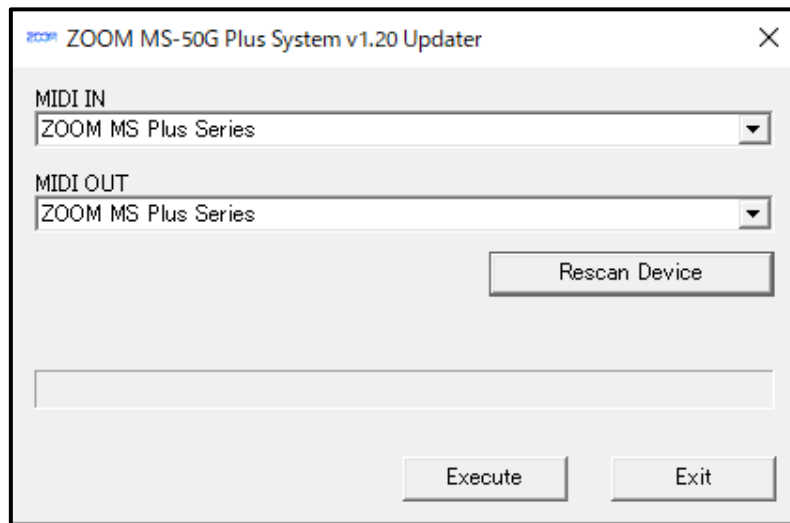 ZOOM ZOOM MS-50G Plus System v1.20 Updater
MIDI IN
ZOOM MS Plus Series
MIDI OUT
ZOOM MS Plus Series
Rescan Device
Execute Exit